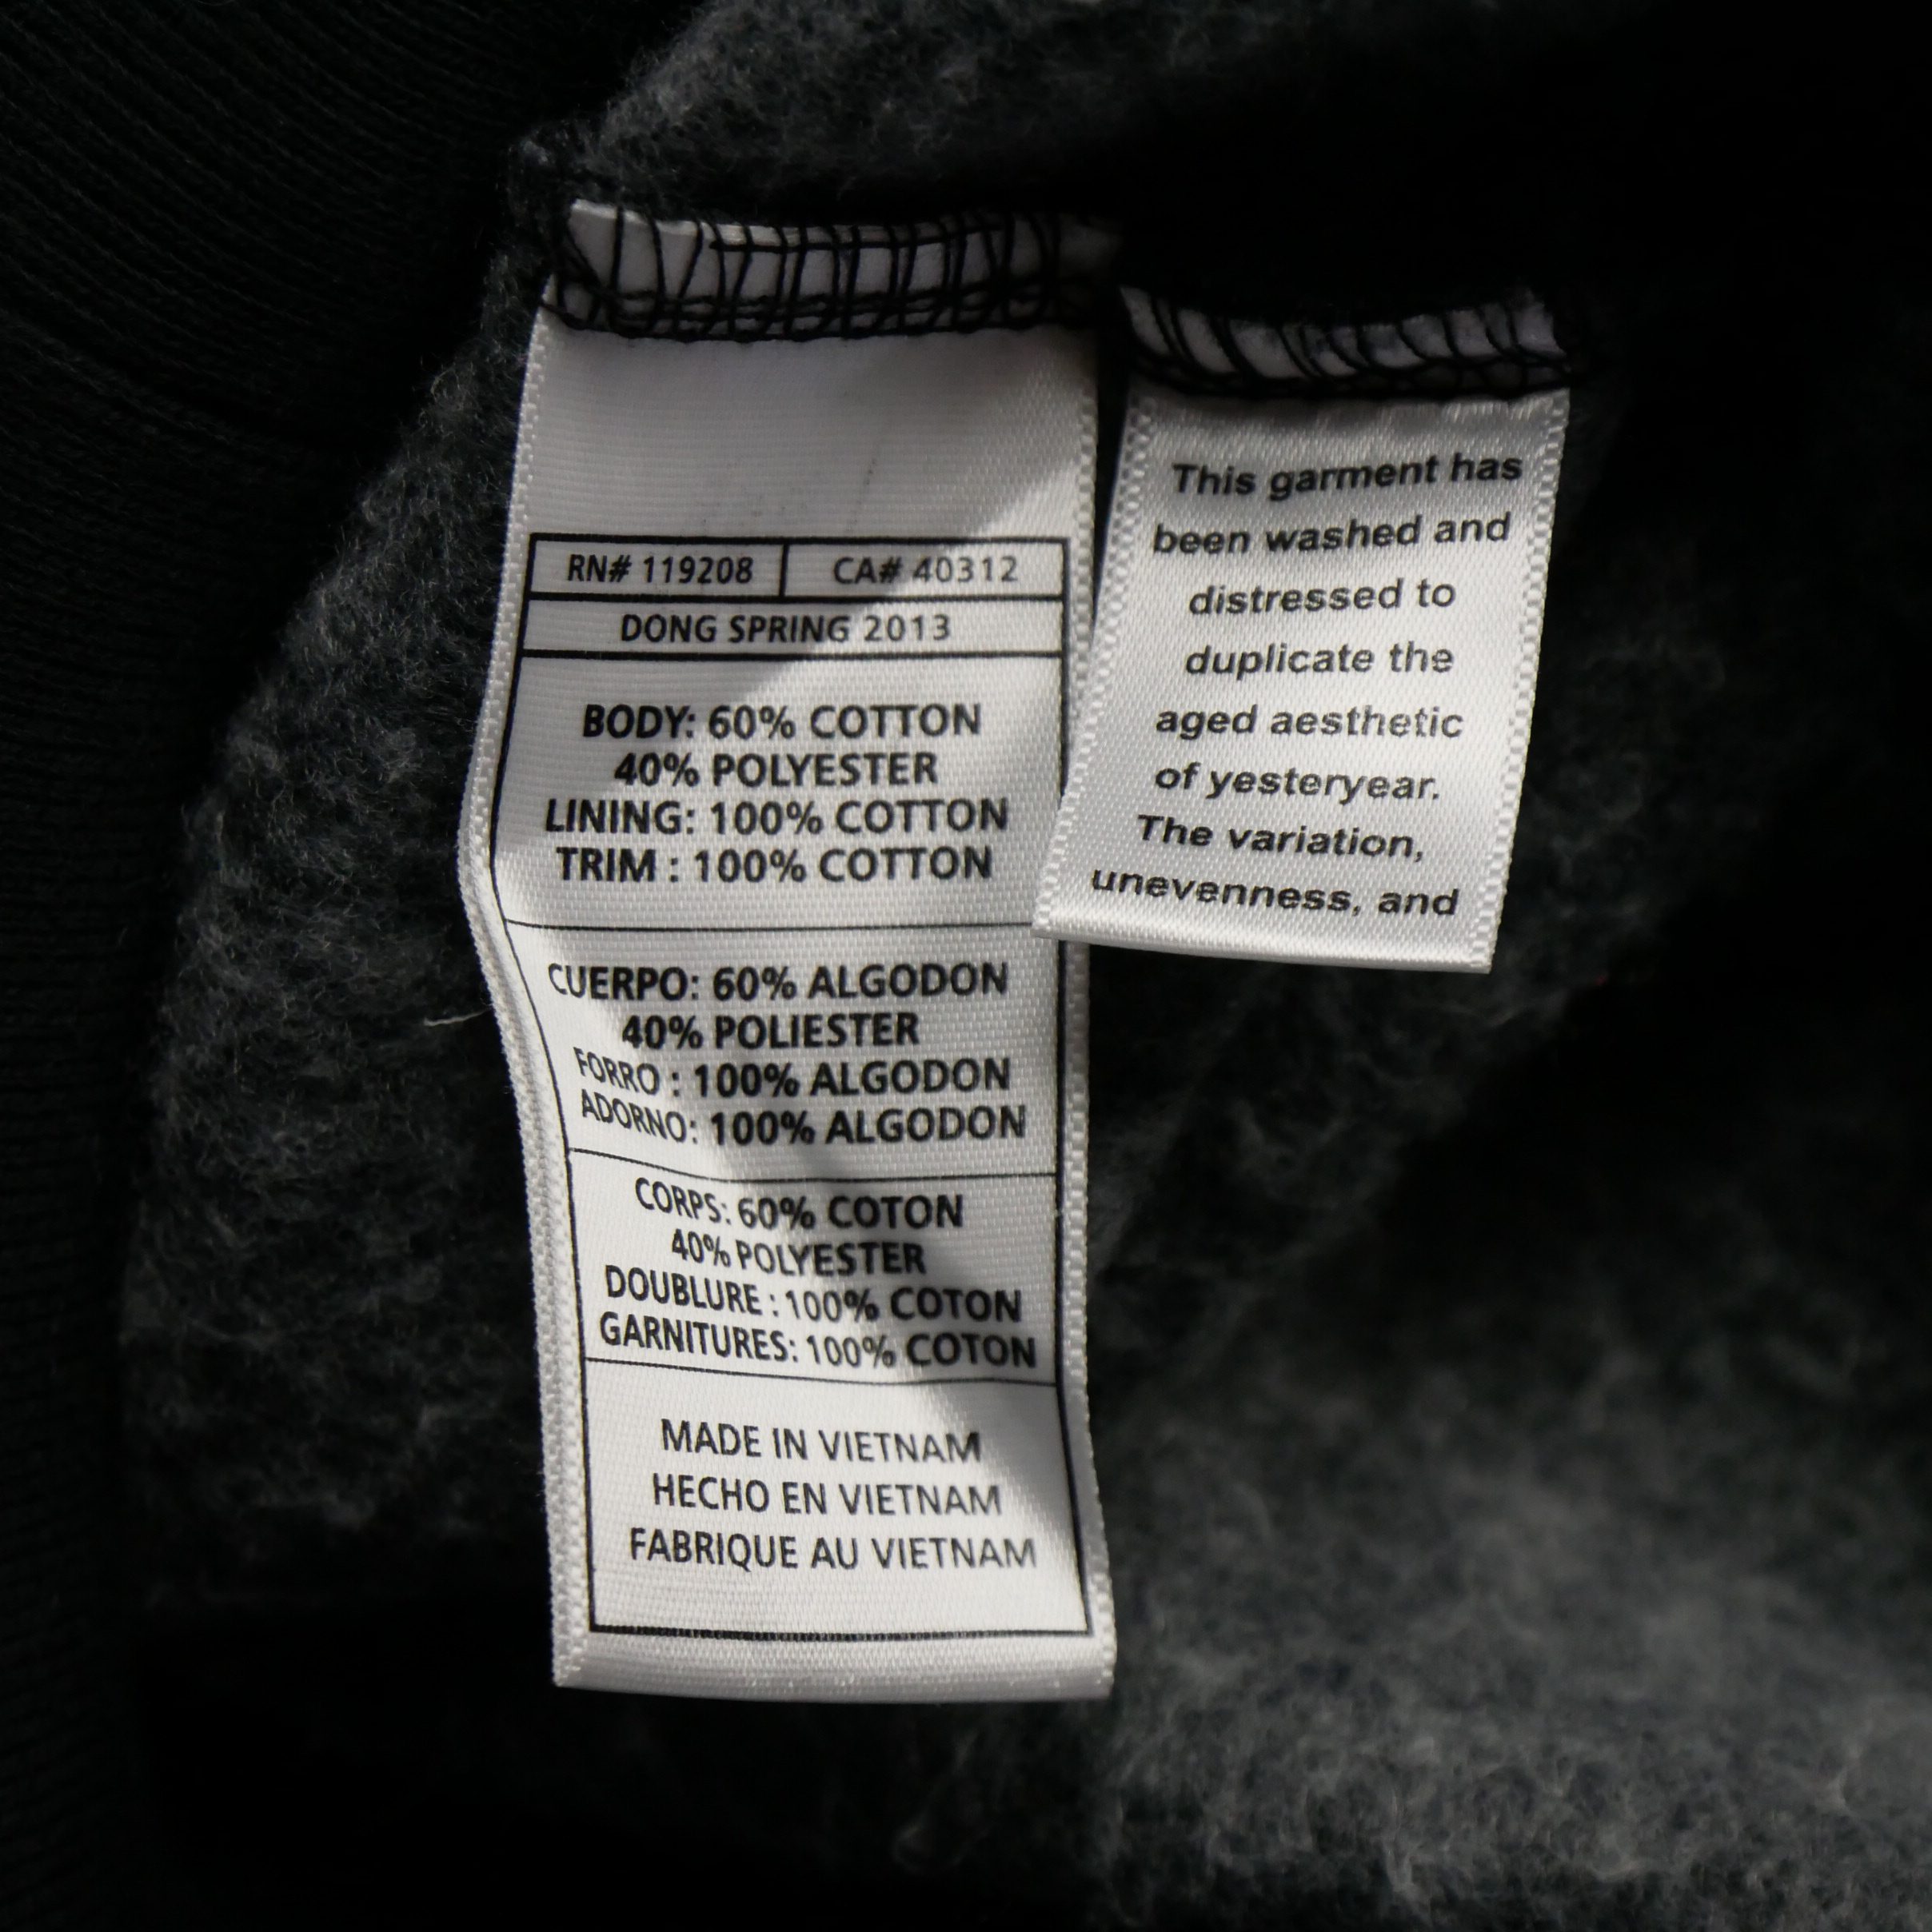 RN# 119208 CA# 40312
DONG SPRING 2013
BODY: 60% COTTON
40% POLYESTER
LINING: 100% COTTON
TRIM : 100% COTTON
CUERPO: 60% ALGODON
40% POLIESTER
FORRO : 100% ALGODON
ADORNO: 100% ALGODON
CORPS: 60% COTON
40% POLYESTER
DOUBLURE : 100% COTON
GARNITURES: 100% COTON
MADE IN VIETNAM
HECHO EN VIETNAM
FABRIQUE AU VIETNAM
This garment has
been washed and
distressed to
duplicate the
aged aesthetic
of yesteryear.
The variation,
unevenness, and